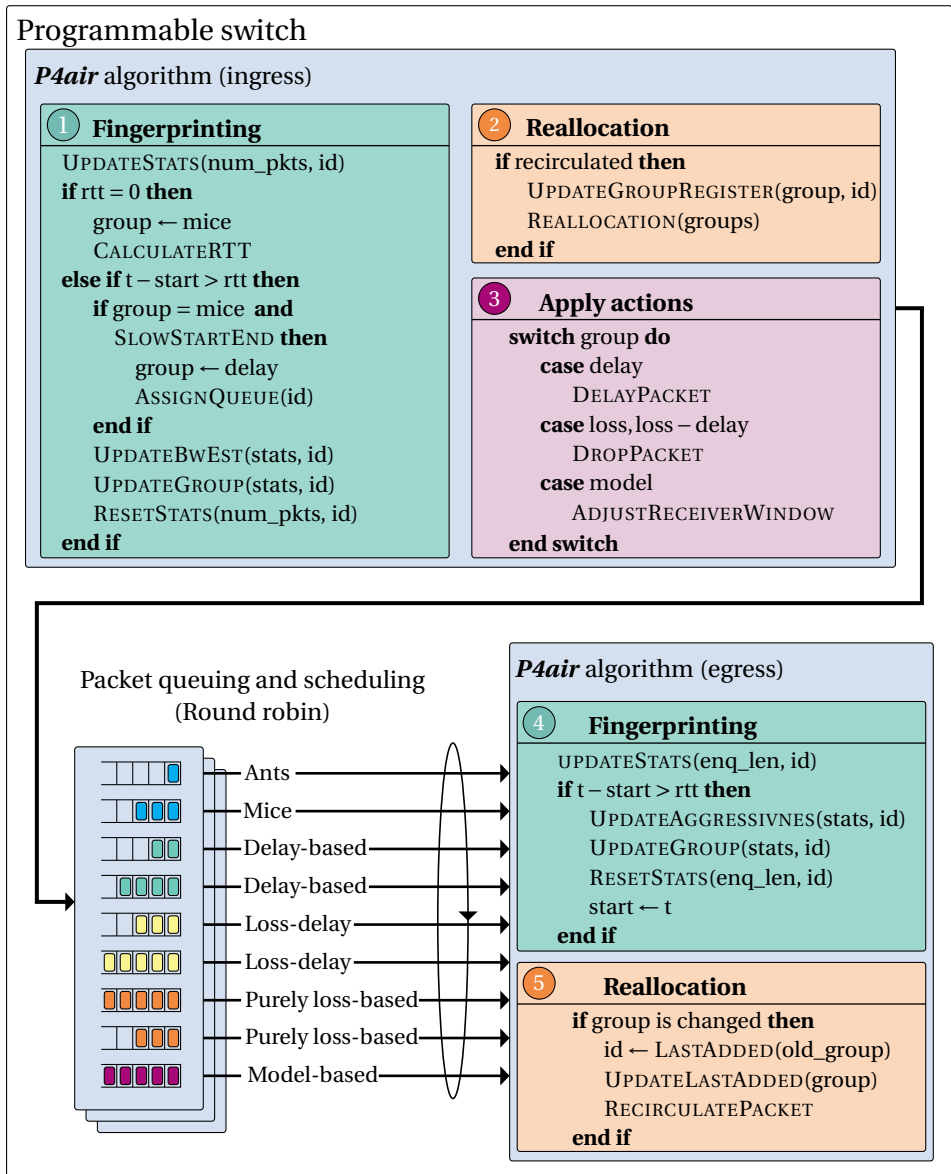 Programmable switch
P4air algorithm (ingress)
1 Fingerprinting
UPDATESTATS(num_pkts, id)
if rtt = 0 then
group ← mice
CALCULATERTT
else if t – start > rtt then
if group = mice and
SLOWSTARTEND then
group ← delay
ASSIGNQUEUE(id)
end if
UPDATEBWEST(stats, id)
UPDATEGROUP(stats, id)
RESETSTATS(num_pkts, id)
end if
2 Reallocation
if recirculated then
UPDATEGROUPREGISTER(group, id)
REALLOCATION(groups)
end if
3 Apply actions
switch group do
case delay
DELAYPACKET
case loss, loss – delay
DROPPACKET
case model
ADJUSTRECEIVERWINDOW
end switch
Packet queuing and scheduling
(Round robin)
Ants
Mice
Delay-based
Delay-based
Loss-delay
Loss-delay
Purely loss-based
Purely loss-based
Model-based
P4air algorithm (egress)
4 Fingerprinting
UPDATESTATS(enq_len, id)
if t – start > rtt then
UPDATEAGGRESSIVNES(stats, id)
UPDATEGROUP(stats, id)
RESETSTATS(enq_len, id)
start ← t
end if
5 Reallocation
if group is changed then
id ← LASTADDED(old_group)
UPDATELASTADDED(group)
RECIRCULATEPACKET
end if